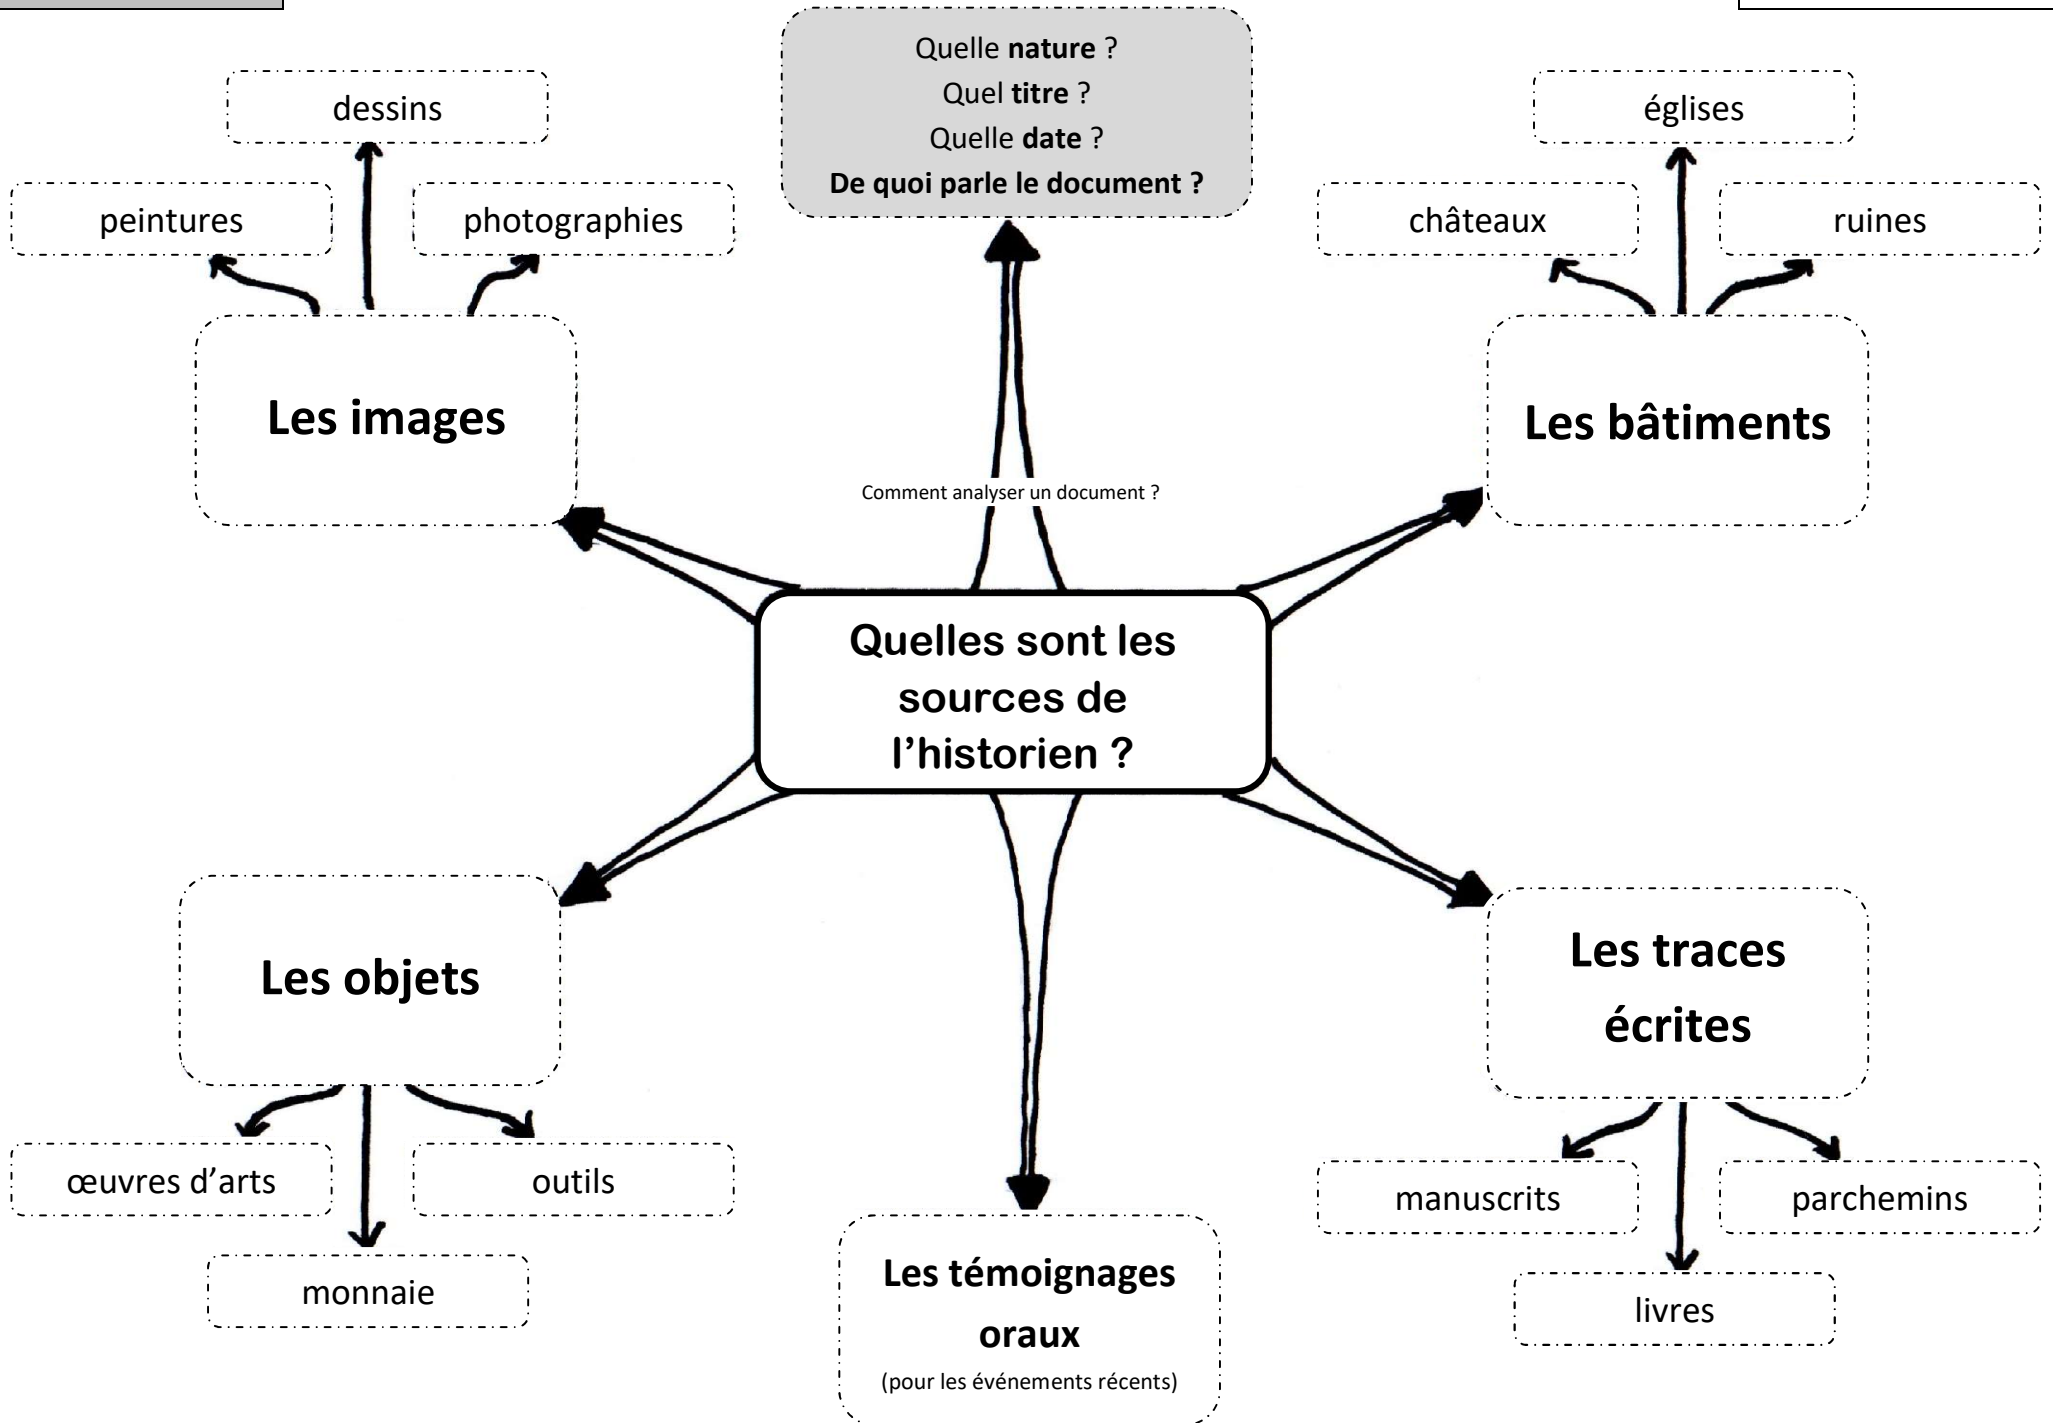 Quelle nature ?
Quel titre ?
Quelle date ?
De quoi parle le document ?
dessins
peintures
photographies
Les images
églises
châteaux
ruines
Les bâtiments
Comment analyser un document ?
Quelles sont les
sources de
l’historien ?
Les objets
œuvres d’arts
outils
monnaie
Les témoignages
oraux
(pour les événements récents)
Les traces
écrites
manuscrits
parchemins
livres